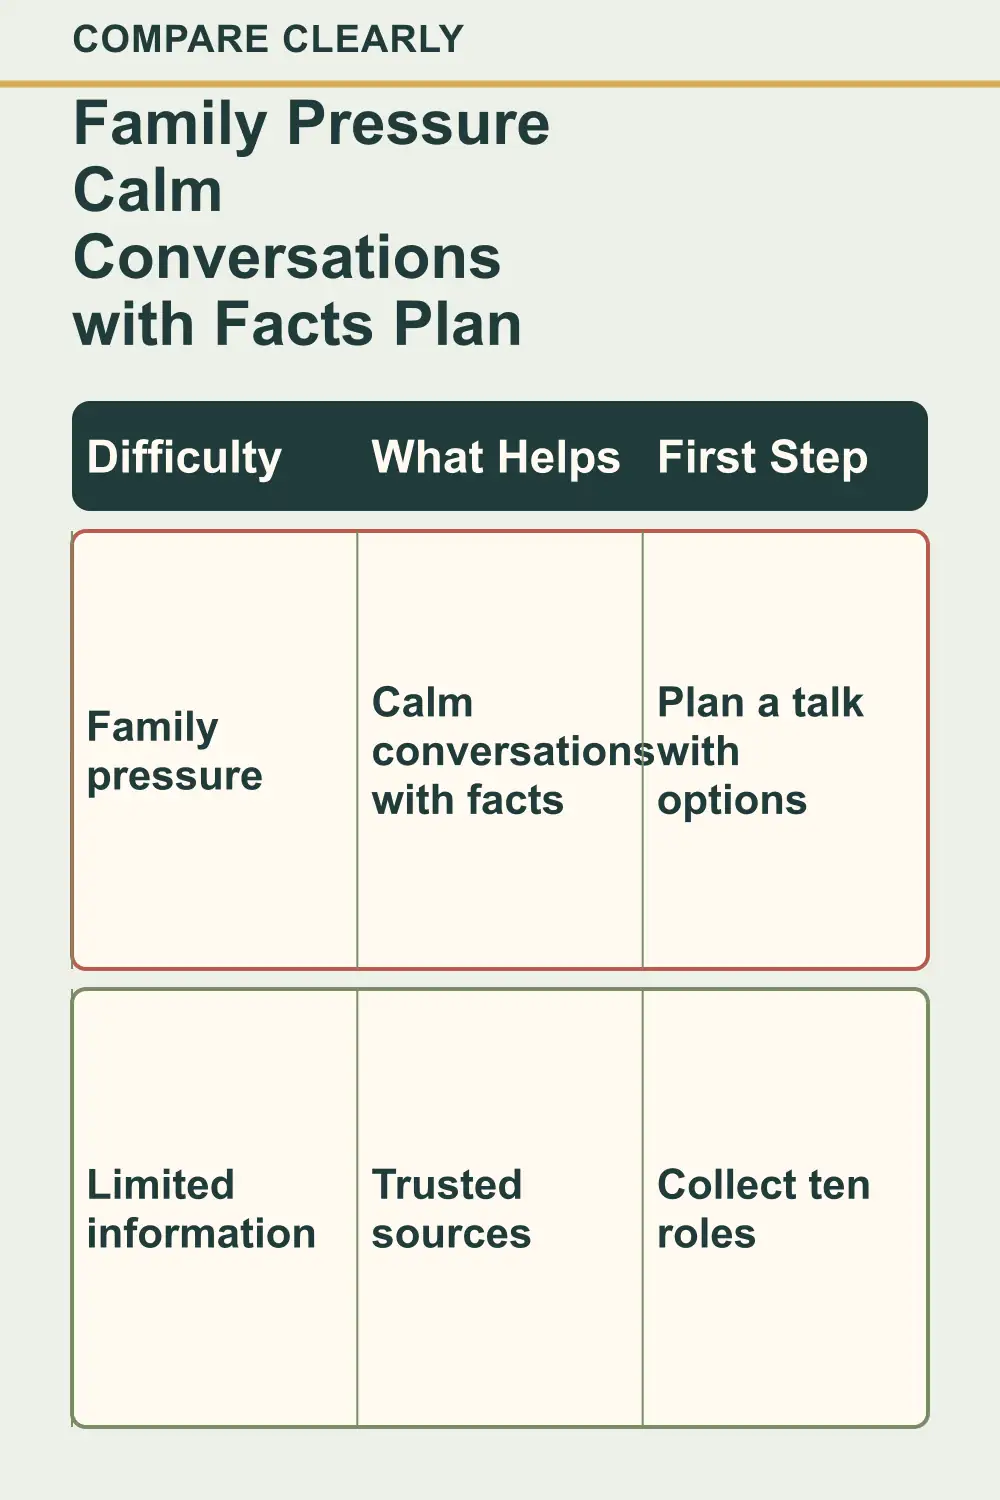 COMPARE CLEARLY
Family Pressure
Calm
Conversations
with Facts Plan
Difficulty
What Helps
First Step
Family
pressure
Calm
conversations
with facts
Plan a talk
with
options
Limited
information
Trusted
sources
Collect ten
roles